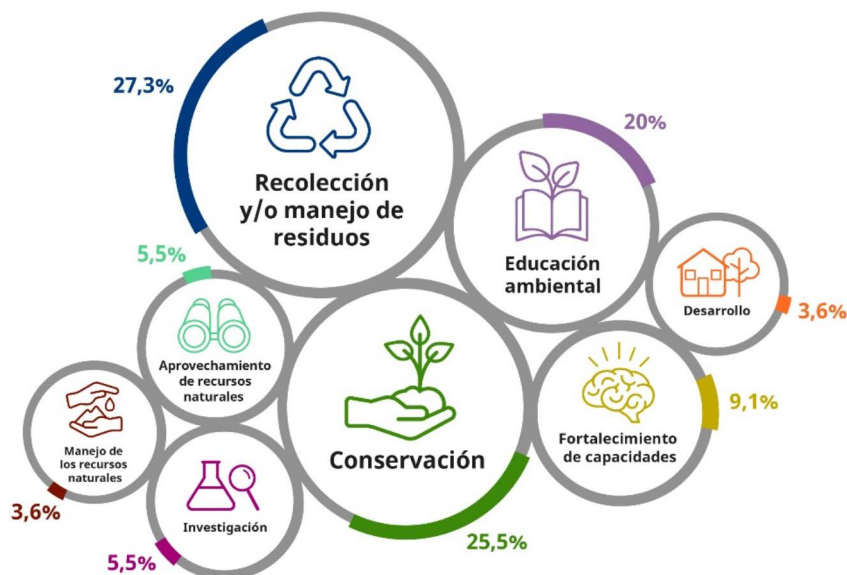 27,3%
Recolección
y/o manejo de
residuos
20%
Educación
ambiental
5,5%
Aprovechamiento
de recursos
naturales
Desarrollo
3,6%
Conservación
25,5%
Fortalecimiento
de capacidades
9,1%
Manejo de
los recursos
naturales
3,6%
Investigación
5,5%